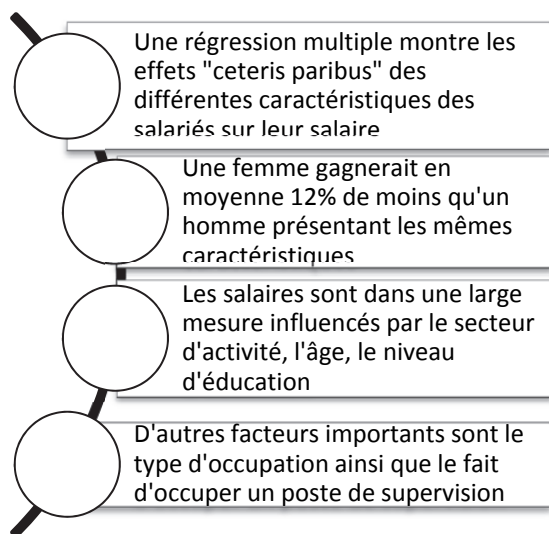 Une régression multiple montre les
effets "ceteris paribus" des
différentes caractéristiques des
salariés sur leur salaire
Une femme gagnerait en
moyenne 12% de moins qu'un
homme présentant les mêmes
caractéristiques
Les salaires sont dans une large
mesure influencés par le secteur
d'activité, l'âge, le niveau
d'éducation
D'autres facteurs importants sont le
type d'occupation ainsi que le fait
d'occuper un poste de supervision